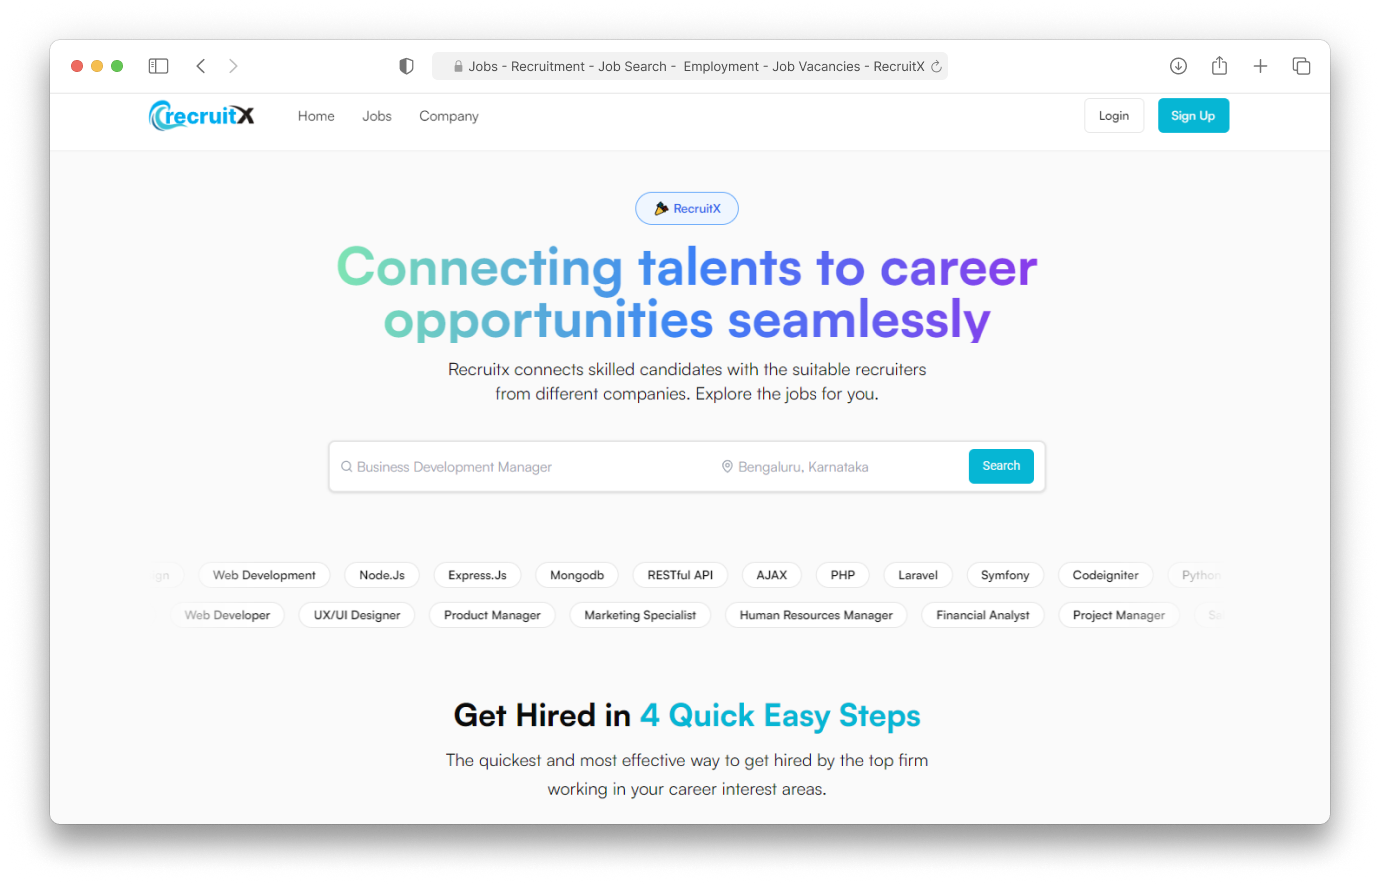 Jobs - Recruitment - Job Search - Employment - Job Vacancies - RecruitX
recruitX Home Jobs Company Login Sign Up
RecruitX
Connecting talents to career
opportunities seamlessly
Recruitx connects skilled candidates with the suitable recruiters
from different companies. Explore the jobs for you.
Business Development Manager Bengaluru, Karnataka Search
Web Development Node.Js Express.Js Mongodb RESTful API AJAX PHP Laravel Symfony Codeigniter Python
Web Developer UX/UI Designer Product Manager Marketing Specialist Human Resources Manager Financial Analyst Project Manager
Get Hired in 4 Quick Easy Steps
The quickest and most effective way to get hired by the top firm
working in your career interest areas.